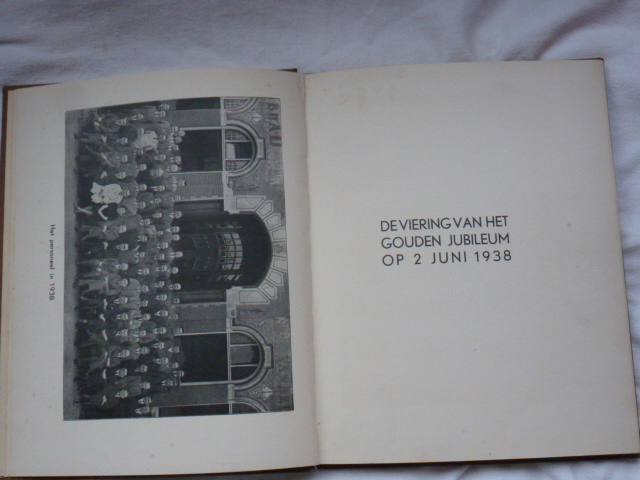 Het personeel in 1938
DE VIERING VAN HET
GOUDEN JUBILEUM
OP 2 JUNI 1938